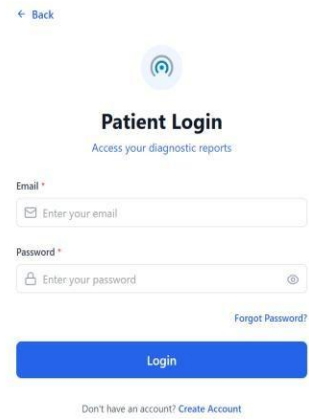 ← Back
Patient Login
Access your diagnostic reports
Email *
Enter your email
Password *
Enter your password
Forgot Password?
Login
Don't have an account? Create Account